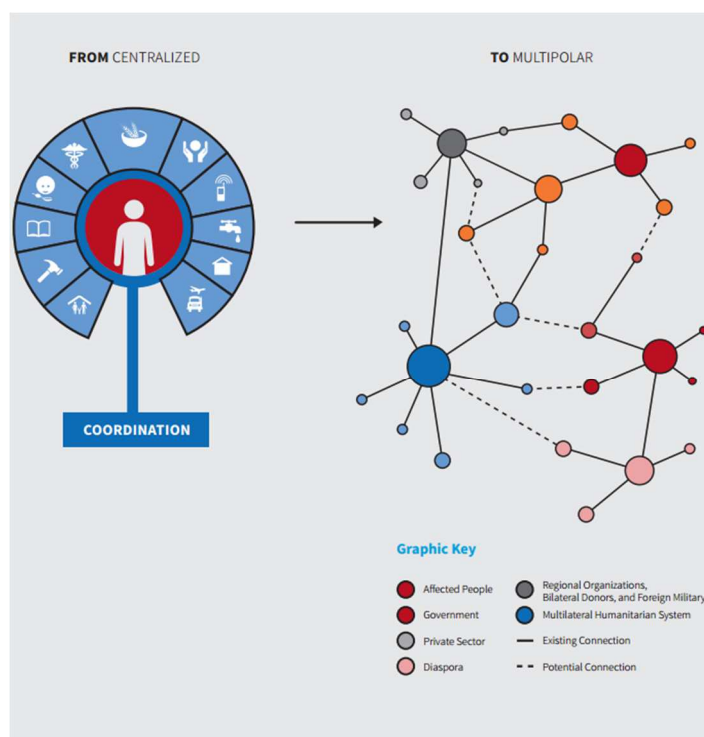 FROM CENTRALIZED
TO MULTIPOLAR
COORDINATION
Graphic Key
Affected People
Government
Private Sector
Diaspora
Regional Organizations,
Bilateral Donors, and Foreign Military
Multilateral Humanitarian System
Existing Connection
Potential Connection